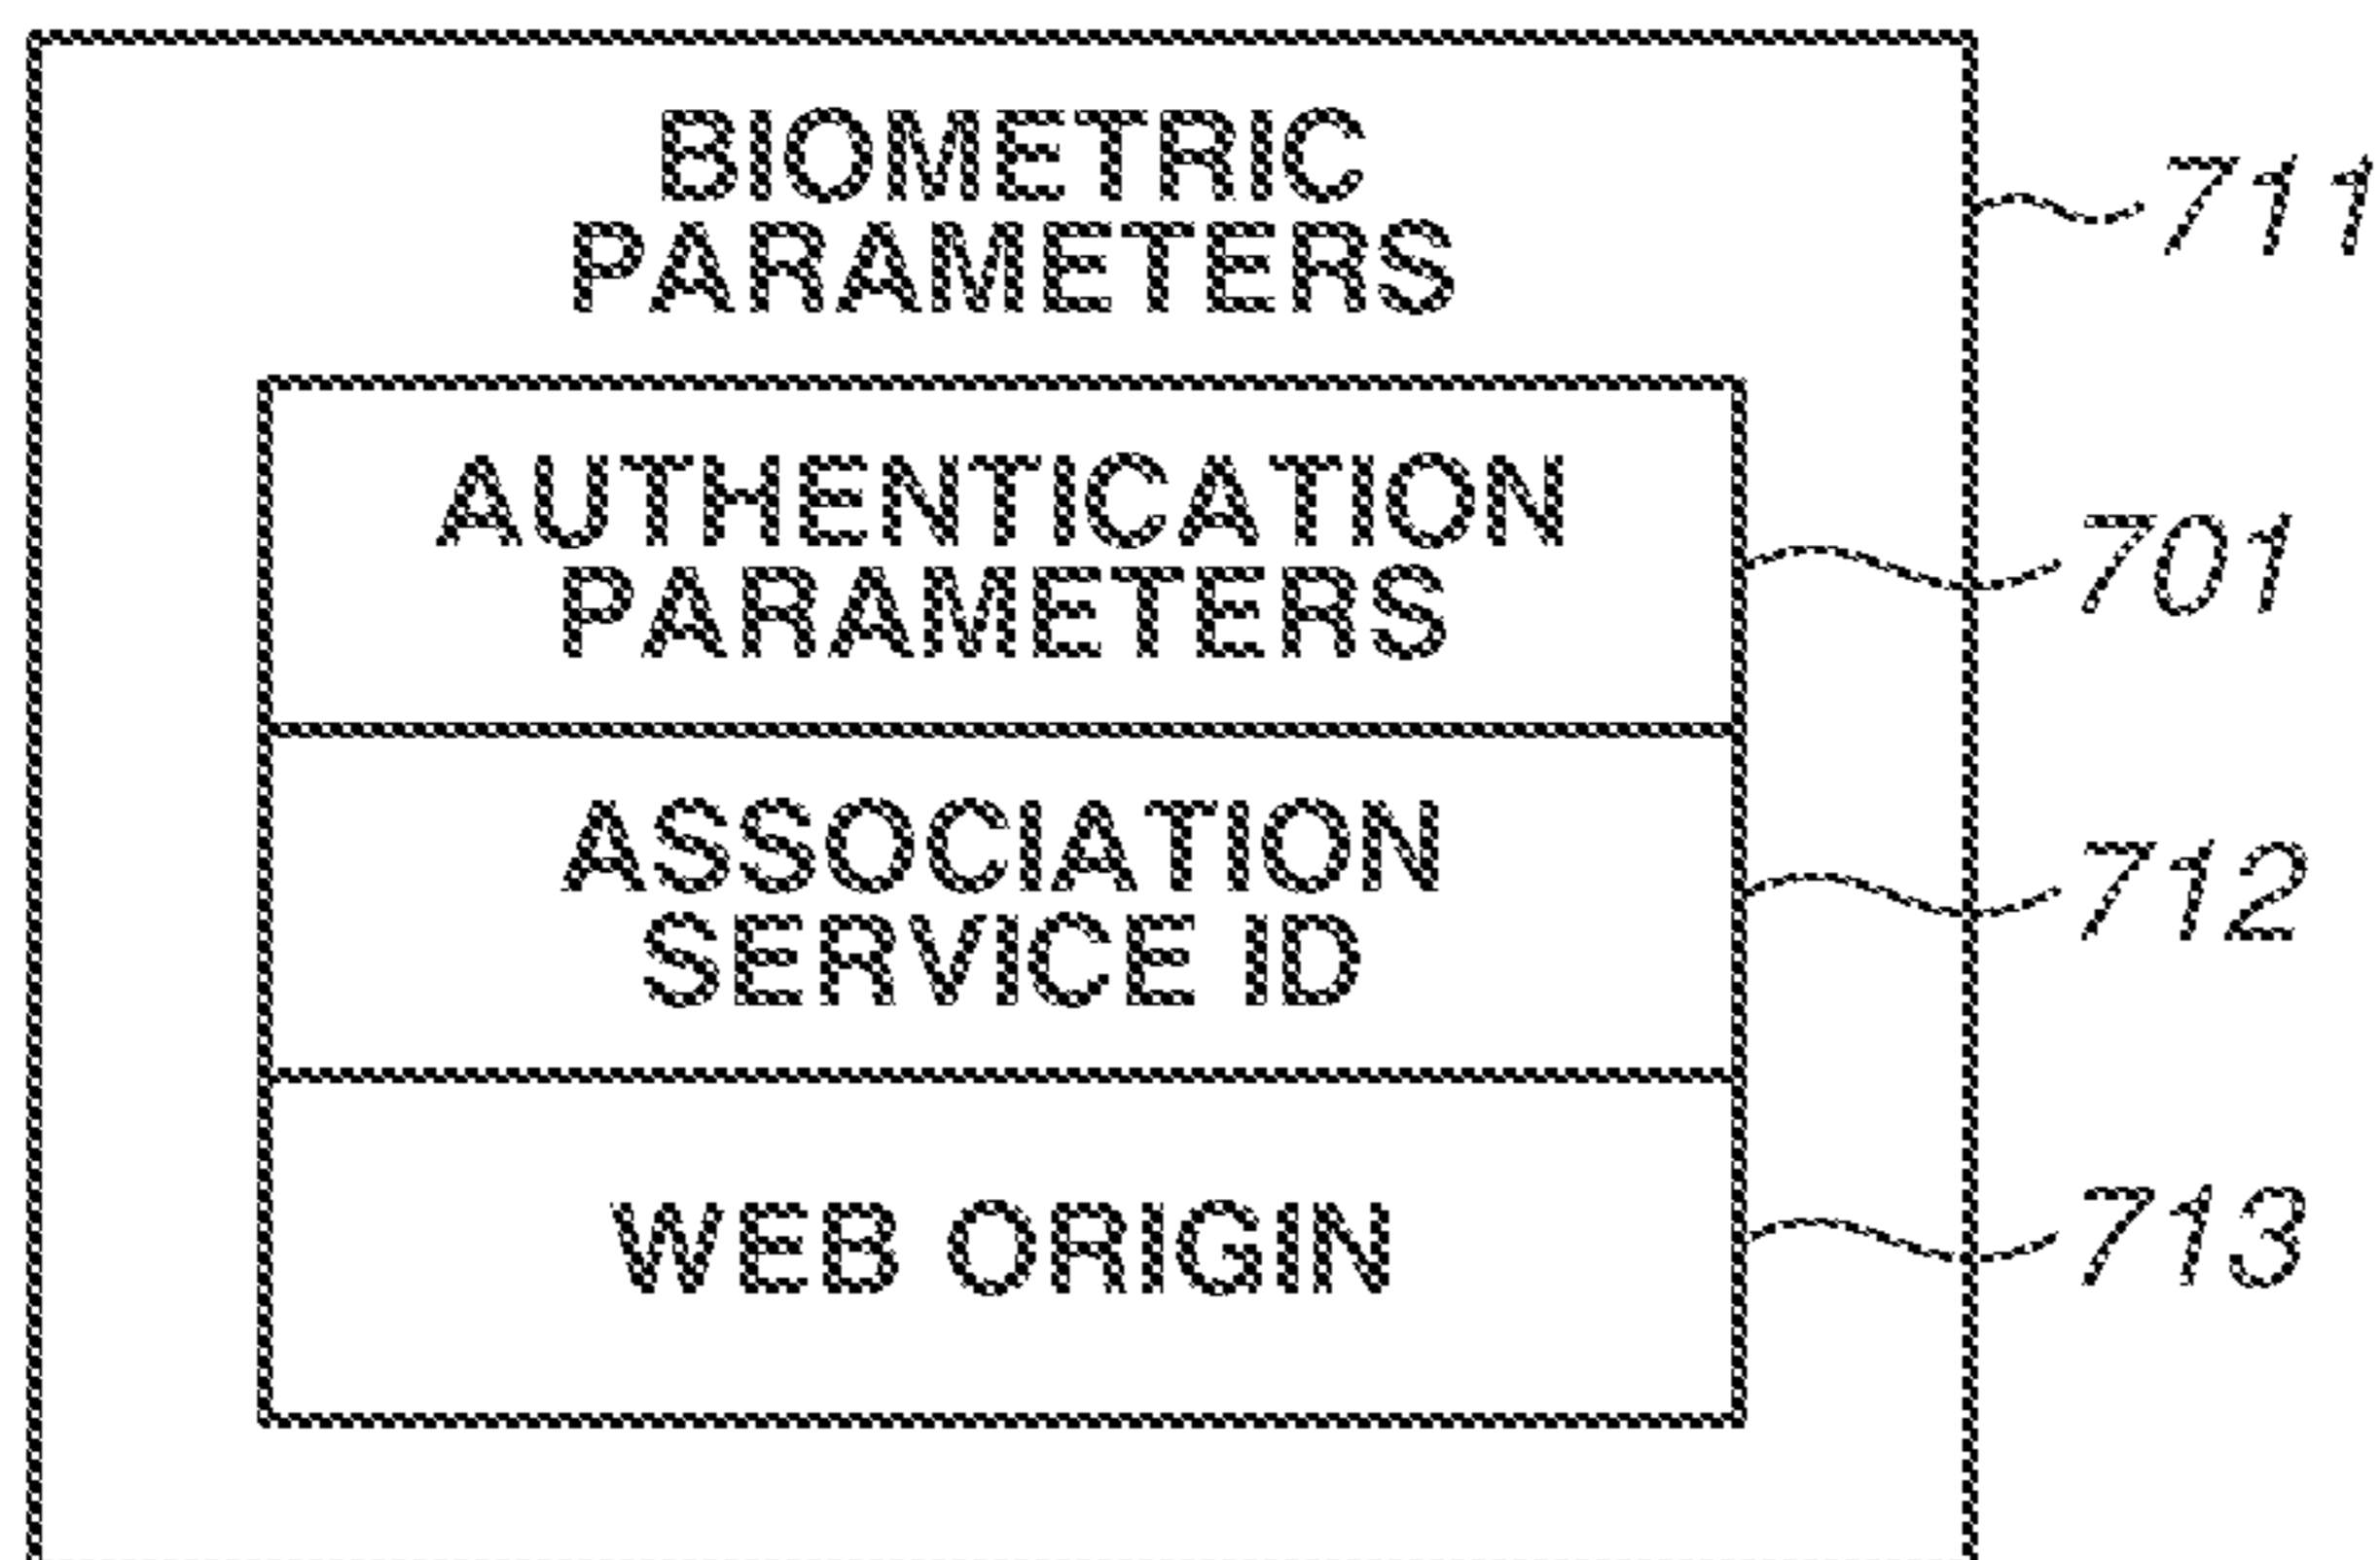 BIOMETRIC
PARAMETERS
711
AUTHENTICATION
PARAMETERS
701
ASSOCIATION
SERVICE ID
712
WEB ORIGIN
713